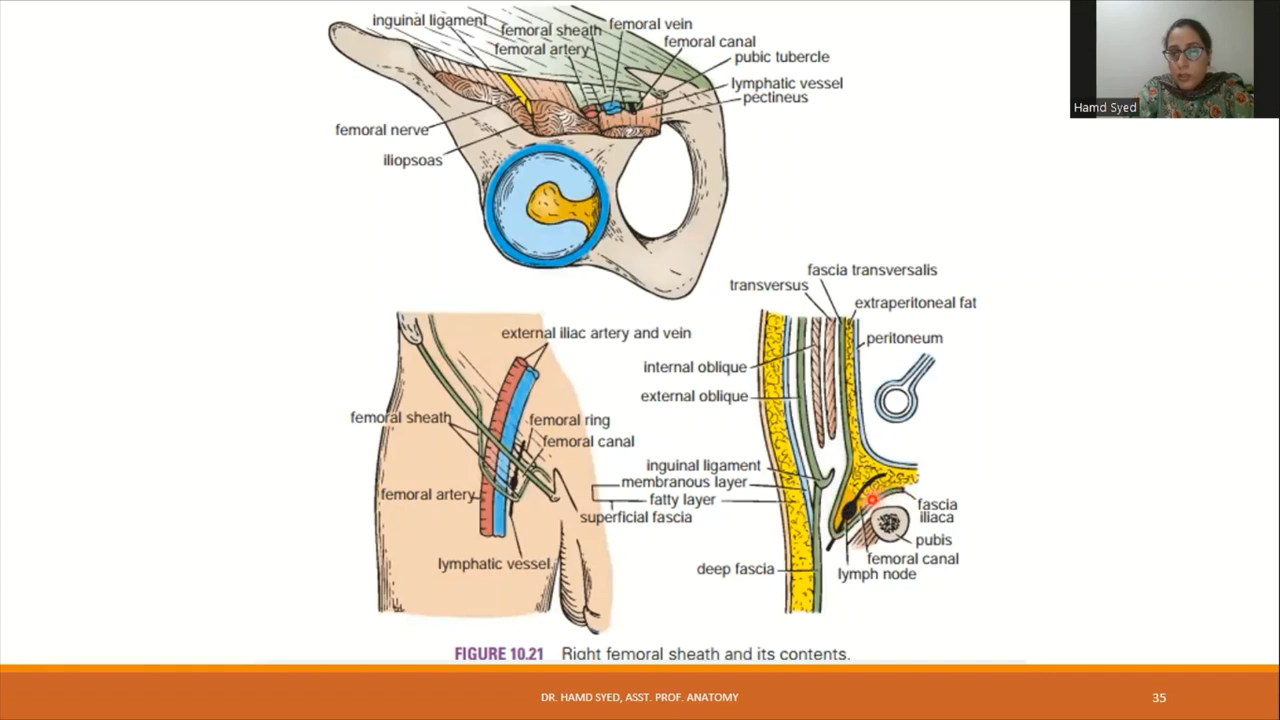 inguinal ligament
femoral sheath
femoral vein
femoral artery
femoral canal
pubic tubercle
lymphatic vessel
pectineus
femoral nerve
iliopsoas
Hamd Syed
external iliac artery and vein
femoral sheath
femoral ring
femoral canal
femoral artery
lymphatic vessel
fascia transversalis
transversus
extraperitoneal fat
peritoneum
internal oblique
external oblique
inguinal ligament
membranous layer
fatty layer
superficial fascia
fascia
iliaca
pubis
femoral canal
lymph node
deep fascia
FIGURE 10.21 Right femoral sheath and its contents.
DR. HAMD SYED, ASST. PROF. ANATOMY
35